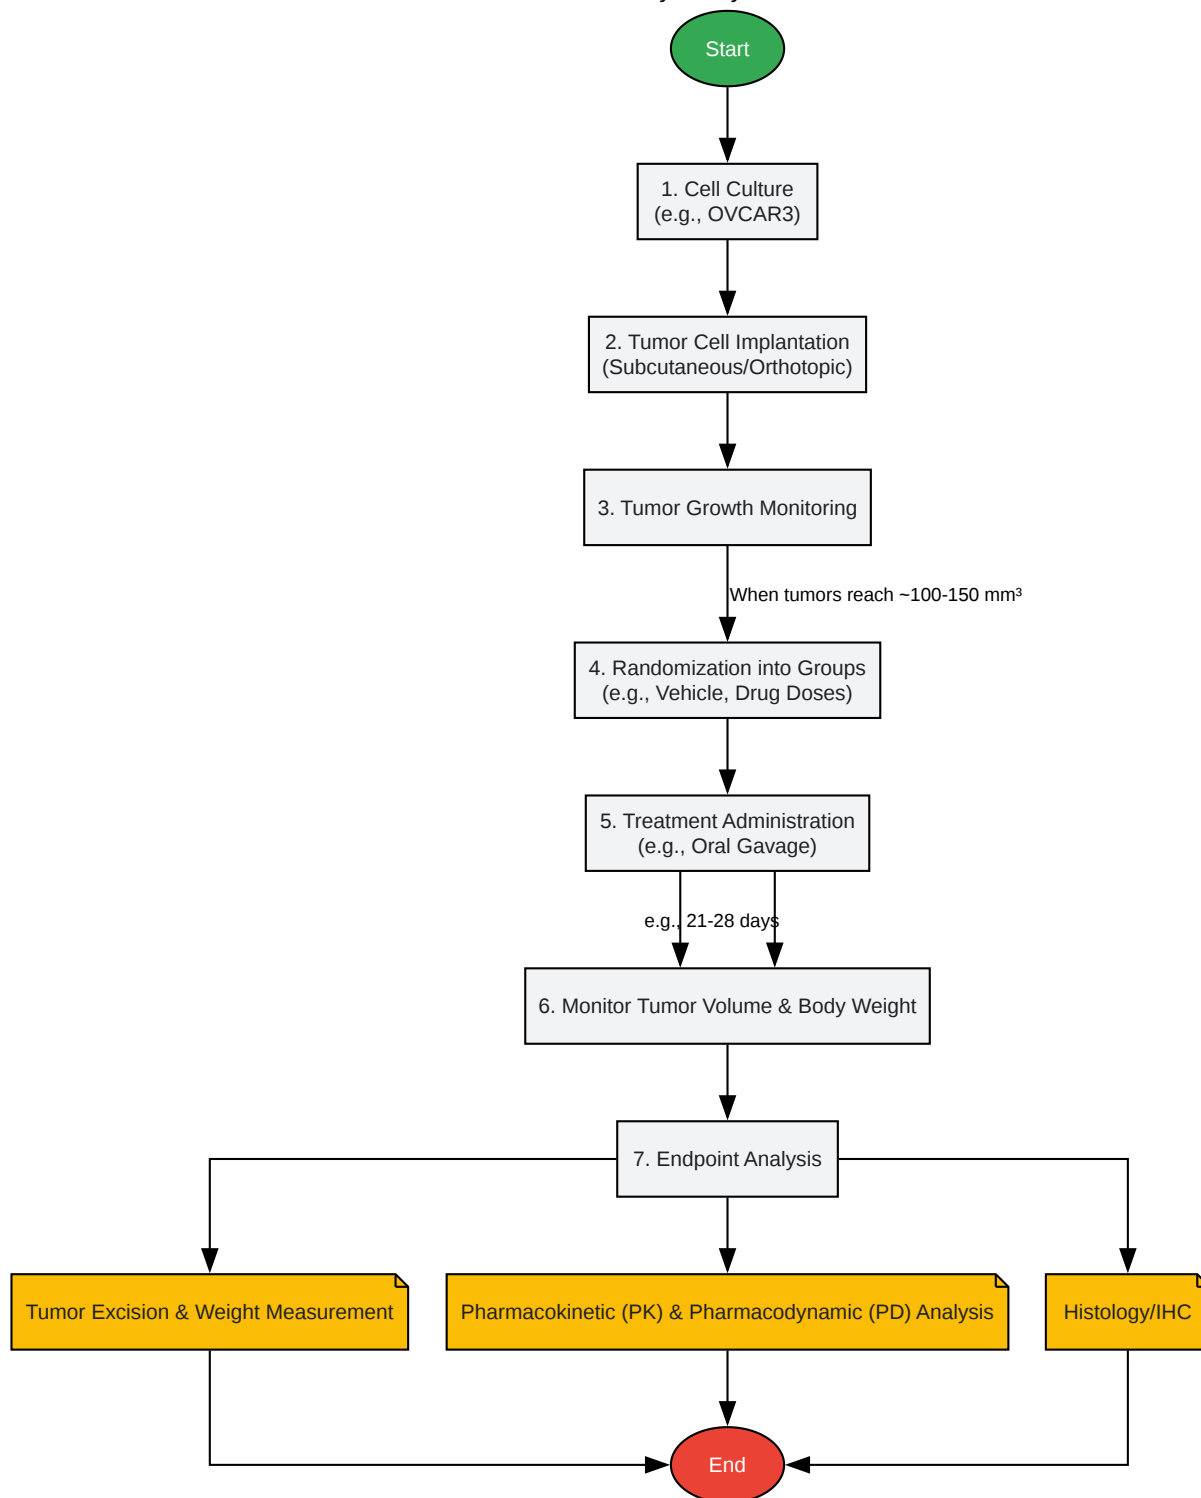 Start
1. Cell Culture
(e.g., OVCAR3)
2. Tumor Cell Implantation
(Subcutaneous/Orthotopic)
3. Tumor Growth Monitoring
When tumors reach ~100-150 mm³
4. Randomization into Groups
(e.g., Vehicle, Drug Doses)
5. Treatment Administration
(e.g., Oral Gavage)
e.g., 21-28 days
6. Monitor Tumor Volume & Body Weight
7. Endpoint Analysis
Tumor Excision & Weight Measurement
Pharmacokinetic (PK) & Pharmacodynamic (PD) Analysis
Histology/IHC
End